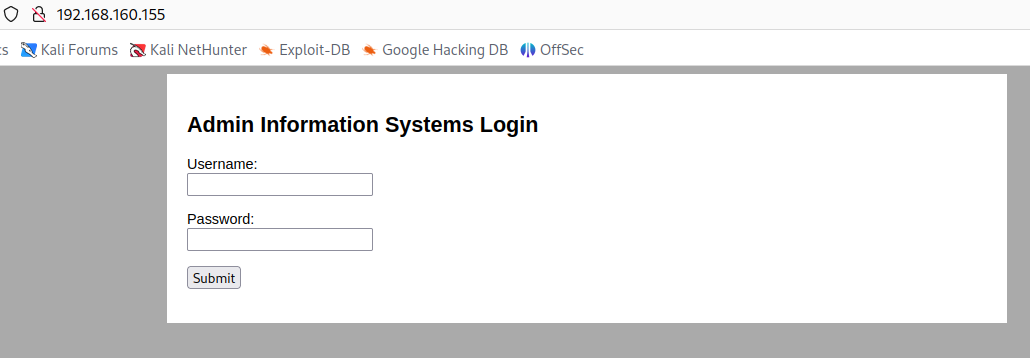 192.168.160.155
cs Kali Forums Kali NetHunter Exploit-DB Google Hacking DB OffSec
Admin Information Systems Login
Username:
Password:
Submit